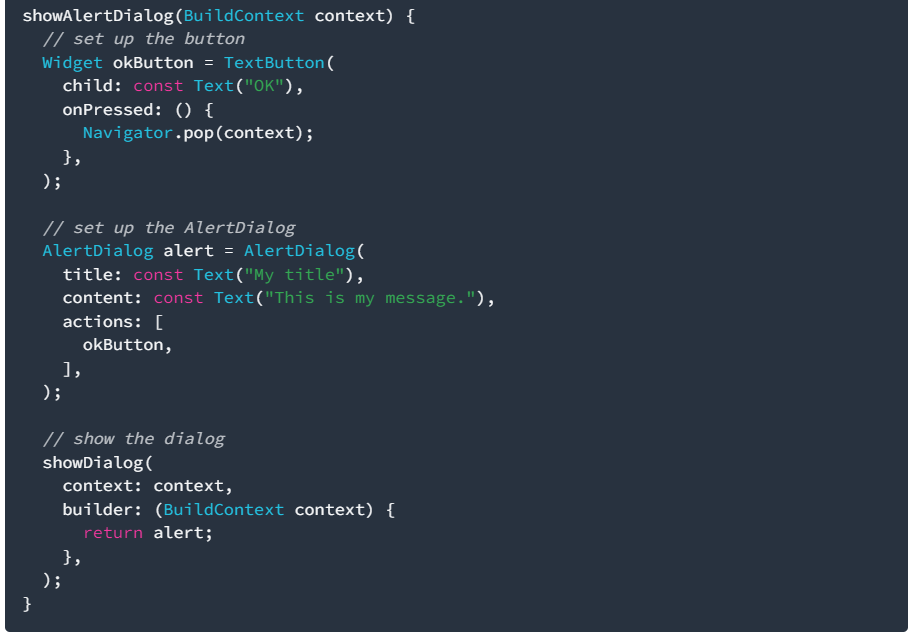 showAlertDialog(BuildContext context) {
  // set up the button
  Widget okButton = TextButton(
    child: const Text("OK"),
    onPressed: () {
      Navigator.pop(context);
    },
  );

  // set up the AlertDialog
  AlertDialog alert = AlertDialog(
    title: const Text("My title"),
    content: const Text("This is my message."),
    actions: [
      okButton,
    ],
  );

  // show the dialog
  showDialog(
    context: context,
    builder: (BuildContext context) {
      return alert;
    },
  );
}